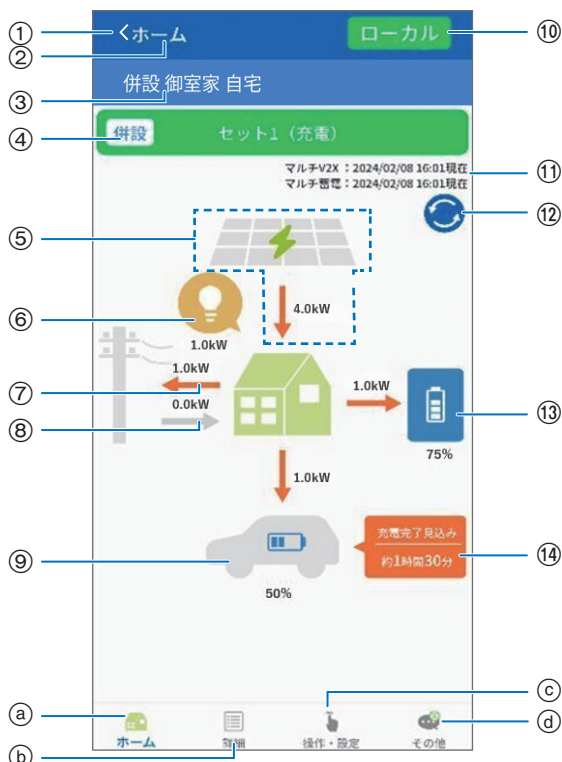 ① ホーム ローカル ⑩
②
③ 併設 御室家 自宅
④ 併設 セット1（充電） 
マルチV2X：2024/02/08 16:01現在 ⑪
マルチ蓄電：2024/02/08 16:01現在
⑫
⑤
4.0kW
⑥
1.0kW
⑦ 1.0kW 1.0kW
⑧ 0.0kW
⑬
75%
1.0kW
充電完了見込み
⑨ 約1時間30分 ⑭
50%
ⓐ ⓒ
ⓓ
ホーム 詳細 操作・設定 その他
ⓑ